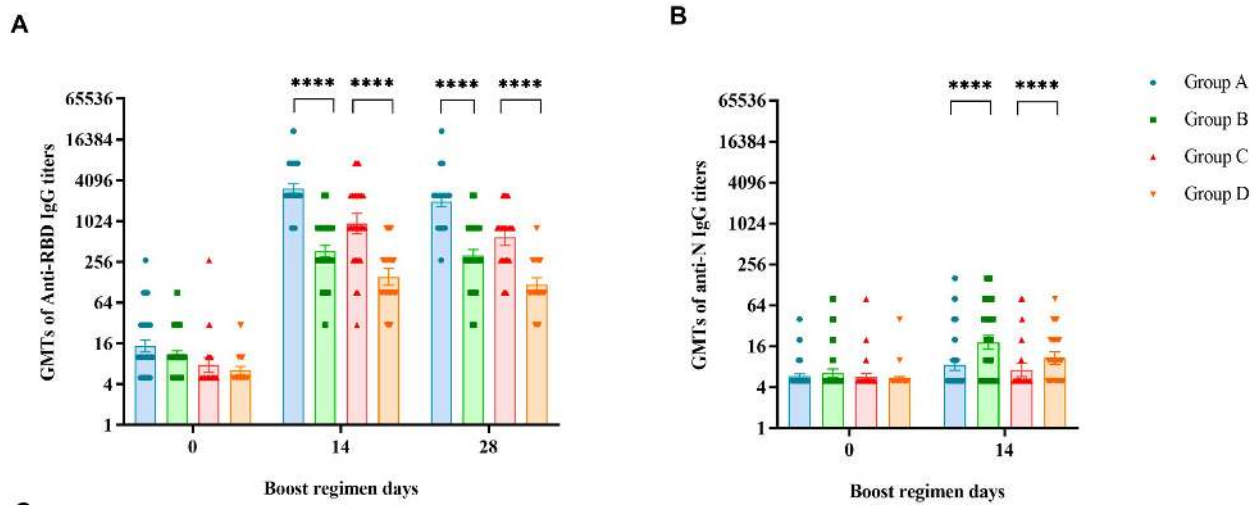 A
**** **** **** ****
GMTs of Anti-RBD IgG titers
65536
16384
4096
1024
256
64
16
4
1
0 14 28
Boost regimen days
B
**** ****
GMTs of anti-N IgG titers
65536
16384
4096
1024
256
64
16
4
1
0 14
Boost regimen days
Group A
Group B
Group C
Group D